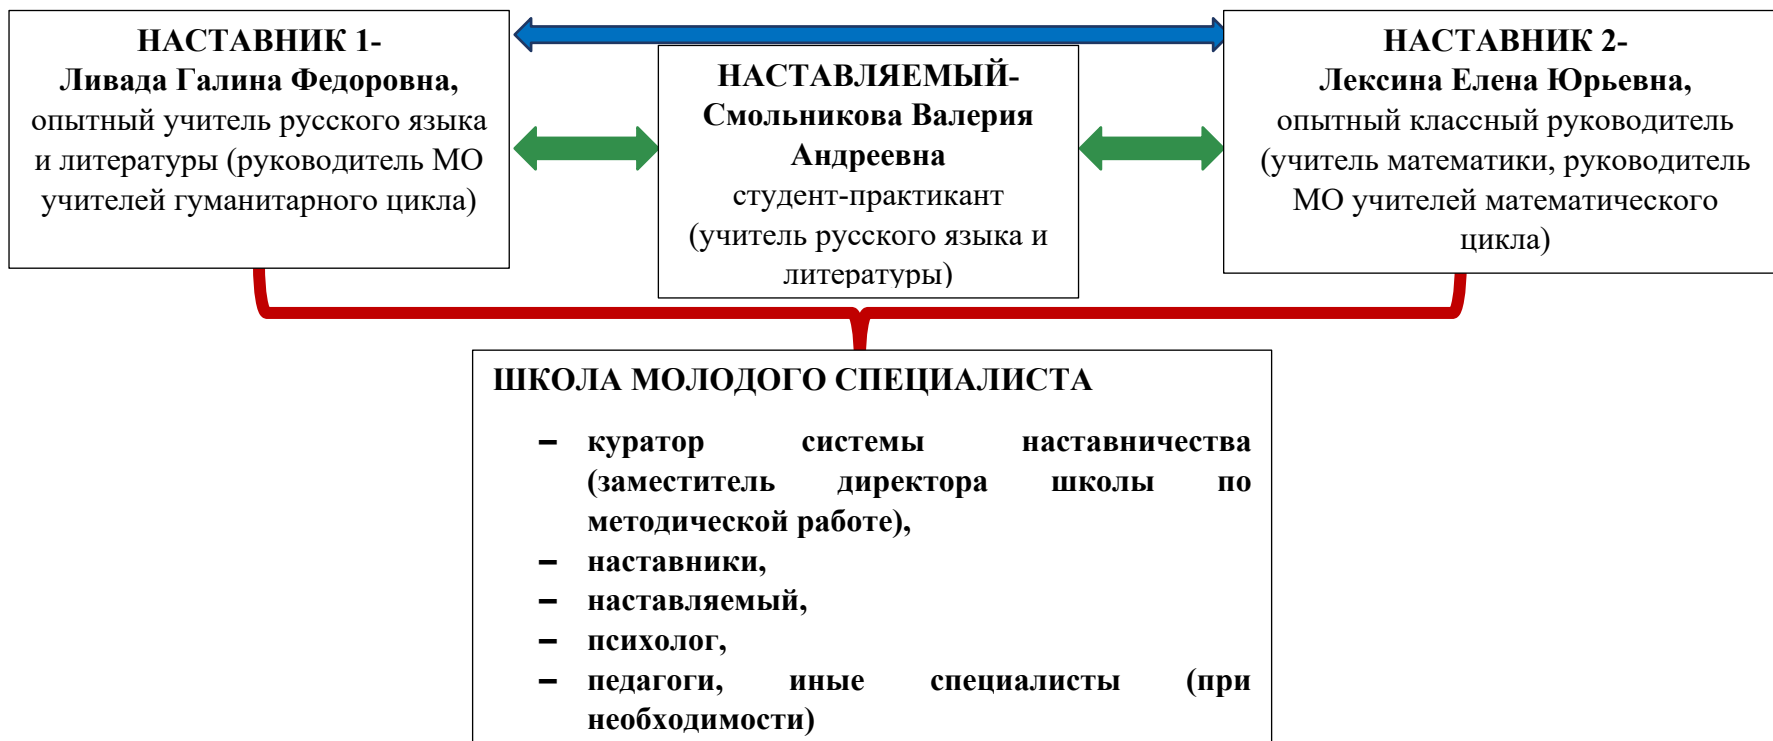 НАСТАВНИК 1-
Ливада Галина Федоровна,
опытный учитель русского языка
и литературы (руководитель МО
учителей гуманитарного цикла)
НАСТАВЛЯЕМЫЙ-
Смольникова Валерия
Андреевна
студент-практикант
(учитель русского языка и
литературы)
НАСТАВНИК 2-
Лексина Елена Юрьевна,
опытный классный руководитель
(учитель математики, руководитель
МО учителей математического
цикла)
ШКОЛА МОЛОДОГО СПЕЦИАЛИСТА
– куратор системы наставничества
(заместитель директора школы по
методической работе),
– наставники,
– наставляемый,
– психолог,
– педагоги, иные специалисты (при
необходимости)